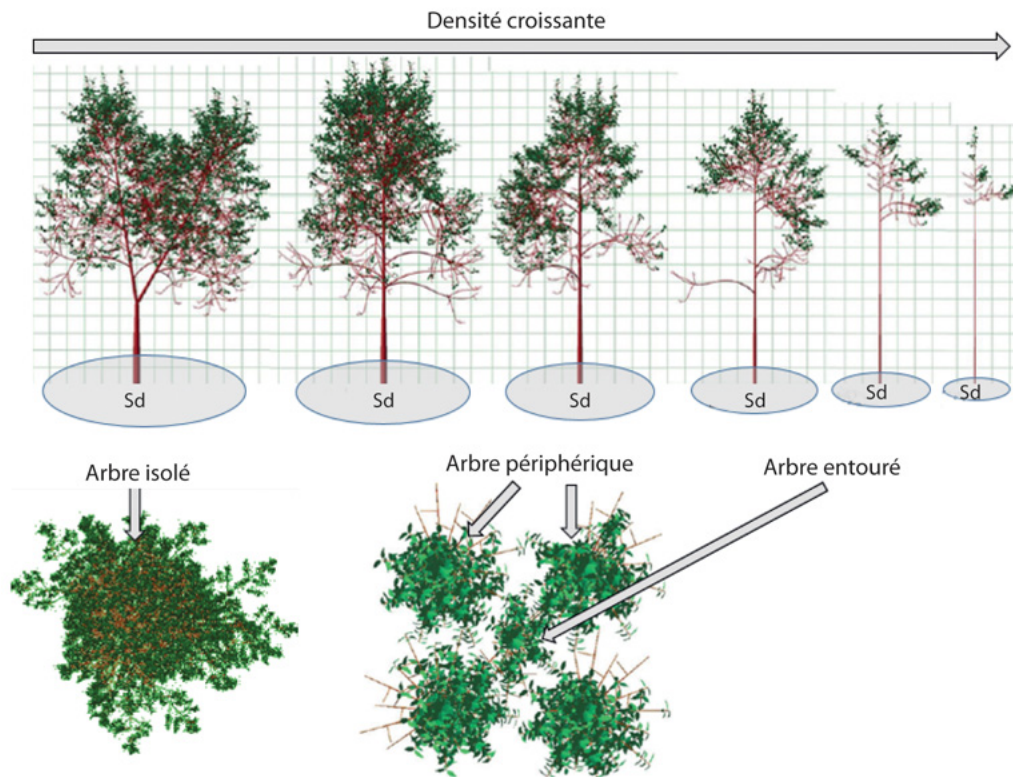 Densité croissante
Sd Sd Sd Sd Sd Sd
Arbre isolé
Arbre périphérique
Arbre entouré